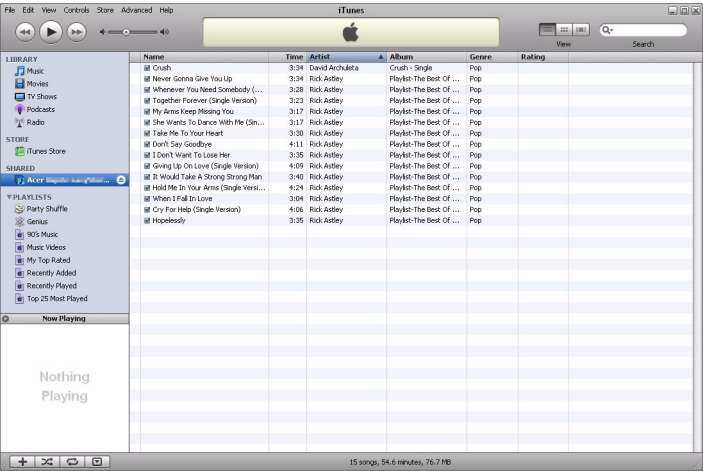 File Edit View Controls Store Advanced Help
iTunes
View
Search
LIBRARY
Music
Movies
TV Shows
Podcasts
Radio
STORE
iTunes Store
SHARED
Acer
PLAYLISTS
Party Shuffle
Genius
90's Music
Music Videos
My Top Rated
Recently Added
Recently Played
Top 25 Most Played
Now Playing
Nothing
Playing
Name Time Artist Album Genre Rating
Crush 3:34 David Archuleta Crush - Single Pop
Never Gonna Give You Up 3:34 Rick Astley Playlist-The Best Of ... Pop
Whenever You Need Somebody (... 3:28 Rick Astley Playlist-The Best Of ... Pop
Together Forever (Single Version) 3:23 Rick Astley Playlist-The Best Of ... Pop
My Arms Keep Missing You 3:17 Rick Astley Playlist-The Best Of ... Pop
She Wants To Dance With Me (Sin... 3:17 Rick Astley Playlist-The Best Of ... Pop
Take Me To Your Heart 3:30 Rick Astley Playlist-The Best Of ... Pop
Don't Say Goodbye 4:11 Rick Astley Playlist-The Best Of ... Pop
I Don't Want To Lose Her 3:35 Rick Astley Playlist-The Best Of ... Pop
Giving Up On Love (Single Version) 4:09 Rick Astley Playlist-The Best Of ... Pop
It Would Take A Strong Strong Man 3:40 Rick Astley Playlist-The Best Of ... Pop
Hold Me In Your Arms (Single Versi... 4:24 Rick Astley Playlist-The Best Of ... Pop
When I Fall In Love 3:04 Rick Astley Playlist-The Best Of ... Pop
Cry For Help (Single Version) 4:06 Rick Astley Playlist-The Best Of ... Pop
Hopelessly 3:35 Rick Astley Playlist-The Best Of ... Pop
15 songs, 54.6 minutes, 76.7 MB